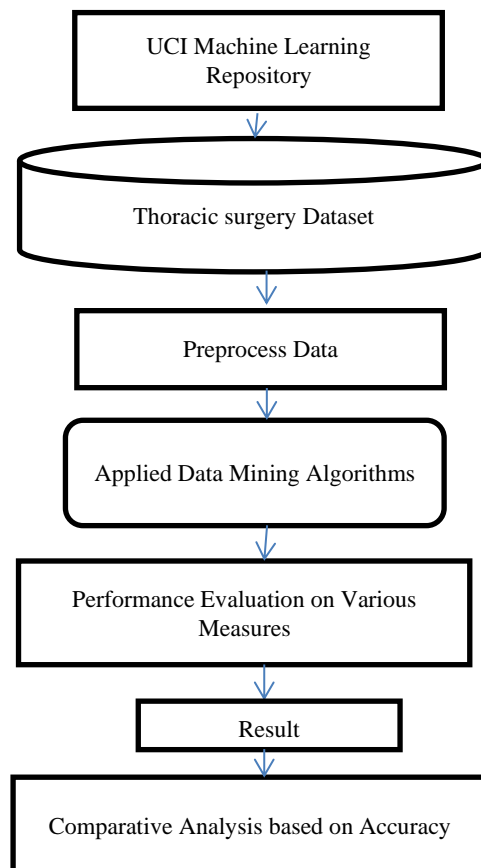 UCI Machine Learning
Repository
Thoracic surgery Dataset
Preprocess Data
Applied Data Mining Algorithms
Performance Evaluation on Various
Measures
Result
Comparative Analysis based on Accuracy